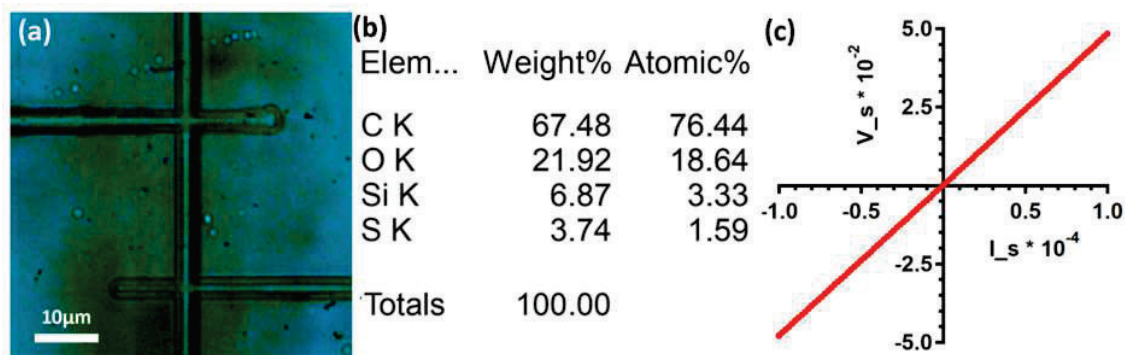 (a)
10µm
(b)
Elem... Weight% Atomic%
C K 67.48 76.44
O K 21.92 18.64
Si K 6.87 3.33
S K 3.74 1.59
Totals 100.00
(c)
V_s * 10⁻²
5.0
2.5
-1.0 -0.5 0.5 1.0
I_s * 10⁻⁴
-2.5
-5.0